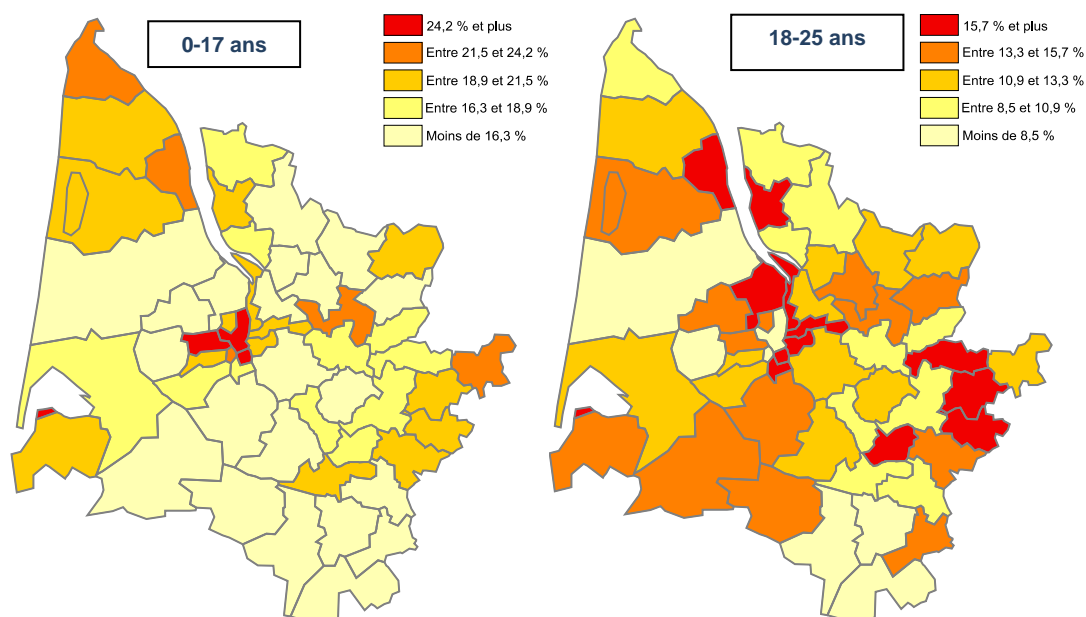 0-17 ans
24,2 % et plus
Entre 21,5 et 24,2 %
Entre 18,9 et 21,5 %
Entre 16,3 et 18,9 %
Moins de 16,3 %
18-25 ans
15,7 % et plus
Entre 13,3 et 15,7 %
Entre 10,9 et 13,3 %
Entre 8,5 et 10,9 %
Moins de 8,5 %